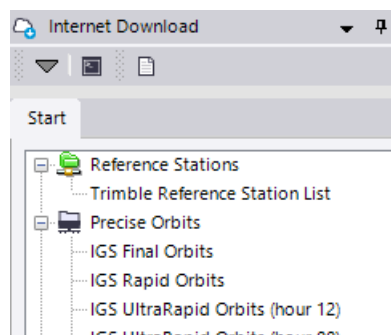 Internet Download
Start
Reference Stations
Trimble Reference Station List
Precise Orbits
IGS Final Orbits
IGS Rapid Orbits
IGS UltraRapid Orbits (hour 12)